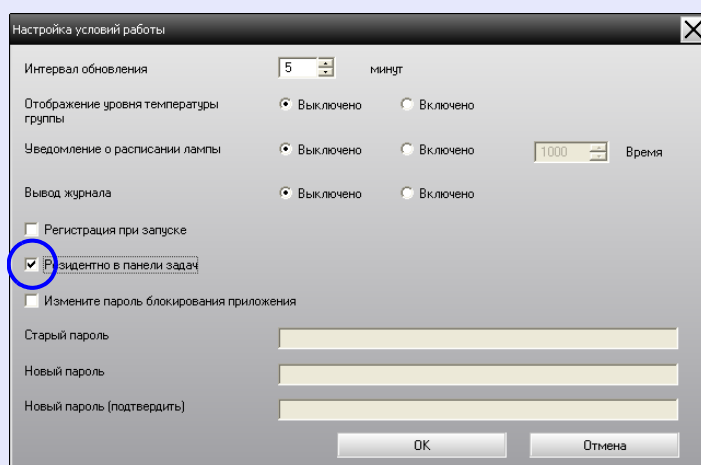 Настройка условий работы
Интервал обновления 5 минут
Отображение уровня температуры группы Выключено Включено
Уведомление о расписании лампы Выключено Включено 1000 Время
Вывод журнала Выключено Включено
Регистрация при запуске
Резидентно в панели задач
Измените пароль блокирования приложения
Старый пароль
Новый пароль
Новый пароль (подтвердить)
OK Отмена